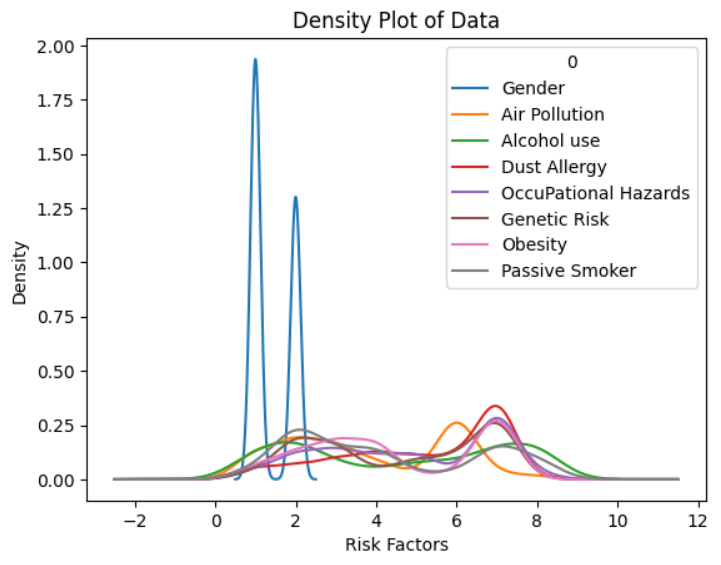 Density Plot of Data
2.00
1.75
1.50
1.25
1.00
0.75
0.50
0.25
0.00
Density
0
Gender
Air Pollution
Alcohol use
Dust Allergy
OccuPational Hazards
Genetic Risk
Obesity
Passive Smoker
−2 0 2 4 6 8 10 12
Risk Factors